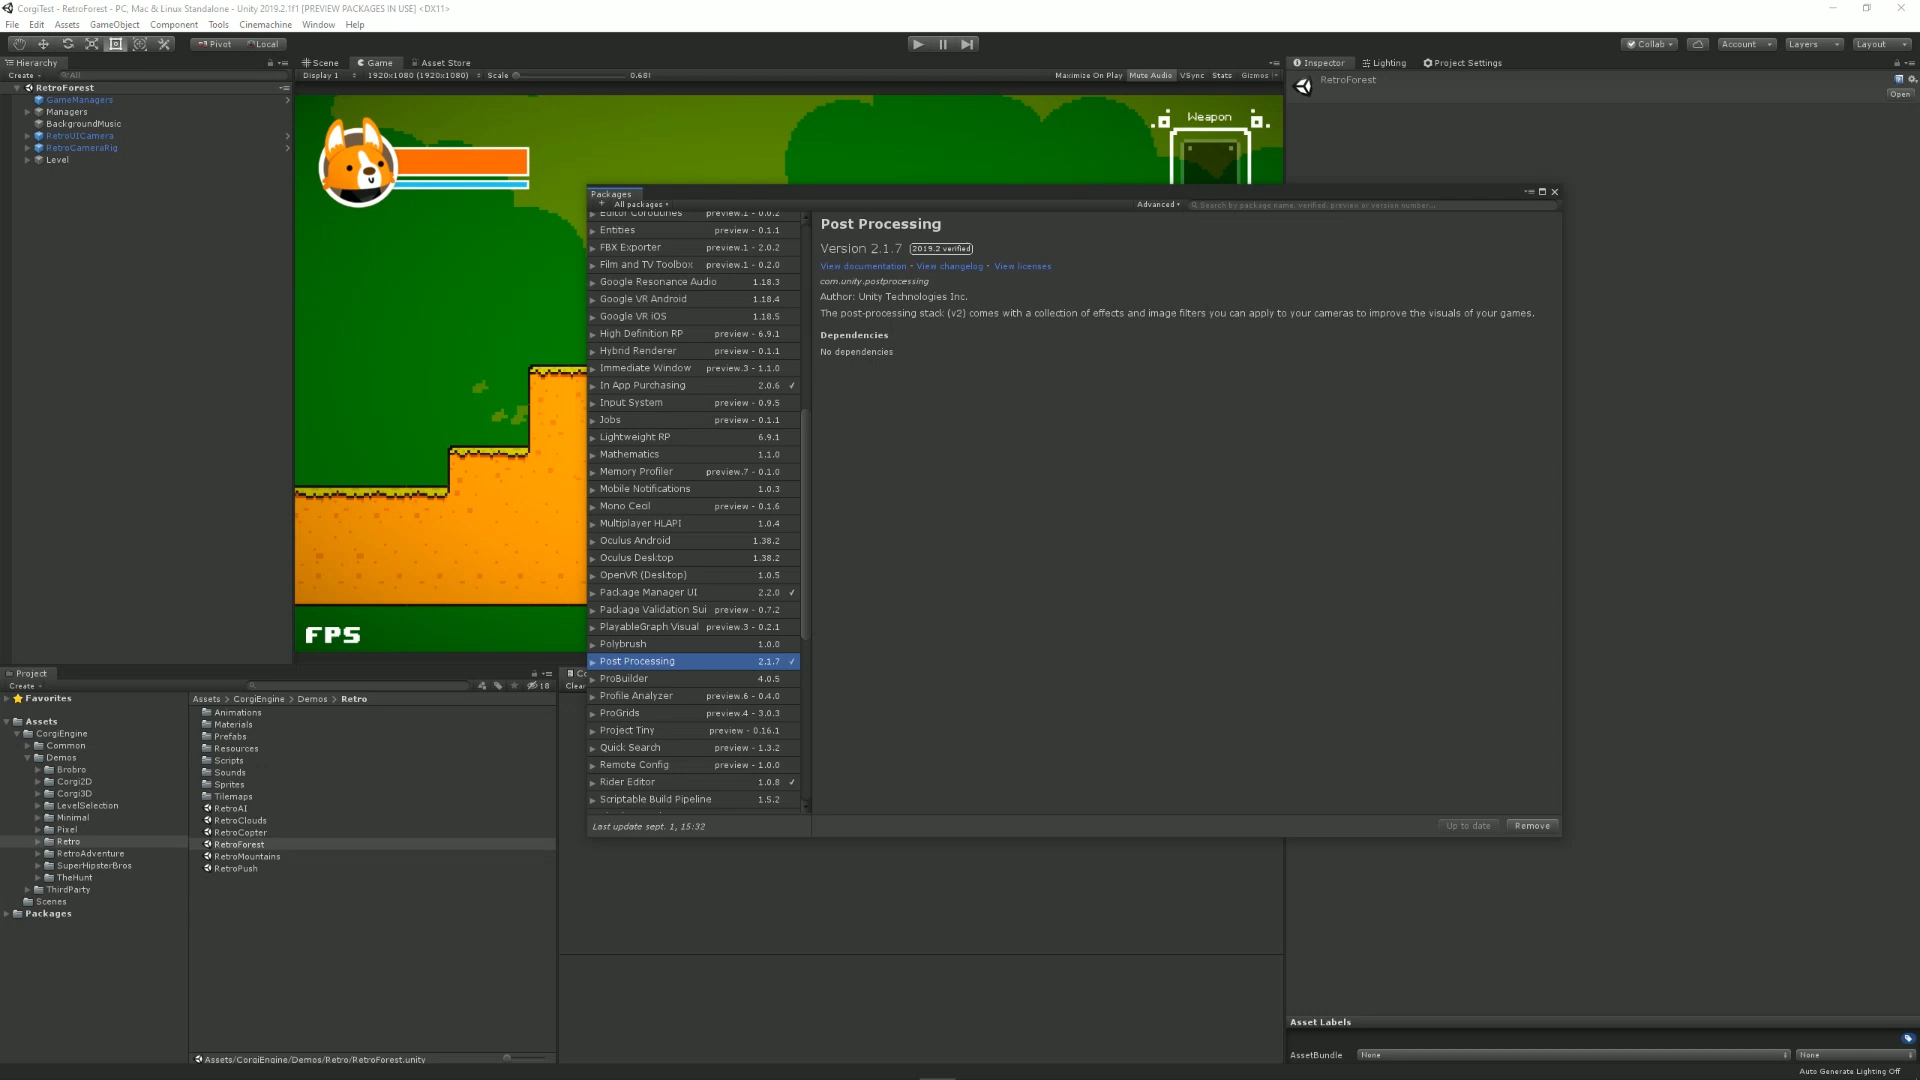 CorgiTest - RetroForest - PC, Mac & Linux Standalone - Unity 2019.2.1f1 [PREVIEW PACKAGES IN USE] <DX11>
File Edit Assets GameObject Component Tools Cinemachine Window Help
Pivot Local
Collab Account Layers Layout
Hierarchy
Create All
RetroForest
GameManagers
Managers
BackgroundMusic
RetroUICamera
RetroCameraRig
Level
Scene Game Asset Store
Display 1 1920x1080 (1920x1080) Scale 0.681 Maximize On Play Mute Audio VSync Stats Gizmos
Weapon
FPS
Packages
All packages Advanced Search by package name, verified, preview or version number...
Editor Coroutines preview.1 - 0.0.2
Entities preview - 0.1.1
FBX Exporter preview.1 - 2.0.2
Film and TV Toolbox preview.1 - 0.2.0
Google Resonance Audio 1.18.3
Google VR Android 1.18.4
Google VR iOS 1.18.5
High Definition RP preview - 6.9.1
Hybrid Renderer preview - 0.1.1
Immediate Window preview.3 - 1.1.0
In App Purchasing 2.0.6 ✓
Input System preview - 0.9.5
Jobs preview - 0.1.1
Lightweight RP 6.9.1
Mathematics 1.1.0
Memory Profiler preview.7 - 0.1.0
Mobile Notifications 1.0.3
Mono Cecil preview - 0.1.6
Multiplayer HLAPI 1.0.4
Oculus Android 1.38.2
Oculus Desktop 1.38.2
OpenVR (Desktop) 1.0.5
Package Manager UI 2.2.0 ✓
Package Validation Sui preview - 0.7.2
PlayableGraph Visual preview.3 - 0.2.1
Polybrush 1.0.0
Post Processing 2.1.7 ✓
ProBuilder 4.0.5
Profile Analyzer preview.6 - 0.4.0
ProGrids preview.4 - 3.0.3
Project Tiny preview - 0.16.1
Quick Search preview - 1.3.2
Remote Config preview - 1.0.0
Rider Editor 1.0.8 ✓
Scriptable Build Pipeline 1.5.2
Last update sept. 1, 15:32
Post Processing
Version 2.1.7 2019.2 verified
View documentation - View changelog - View licenses
com.unity.postprocessing
Author: Unity Technologies Inc.
The post-processing stack (v2) comes with a collection of effects and image filters you can apply to your cameras to improve the visuals of your games.
Dependencies
No dependencies
Up to date Remove
Inspector Lighting Project Settings
RetroForest
Open
Project
Create 18
Favorites
Assets
CorgiEngine
Common
Demos
Brobro
Corgi2D
Corgi3D
LevelSelection
Minimal
Pixel
Retro
RetroAdventure
SuperHipsterBros
TheHunt
ThirdParty
Scenes
Packages
Assets > CorgiEngine > Demos > Retro
Animations
Materials
Prefabs
Resources
Scripts
Sounds
Sprites
Tilemaps
RetroAI
RetroClouds
RetroCopter
RetroForest
RetroMountains
RetroPush
Assets/CorgiEngine/Demos/Retro/RetroForest.unity
Co
Clear
Asset Labels
AssetBundle None None
Auto Generate Lighting Off